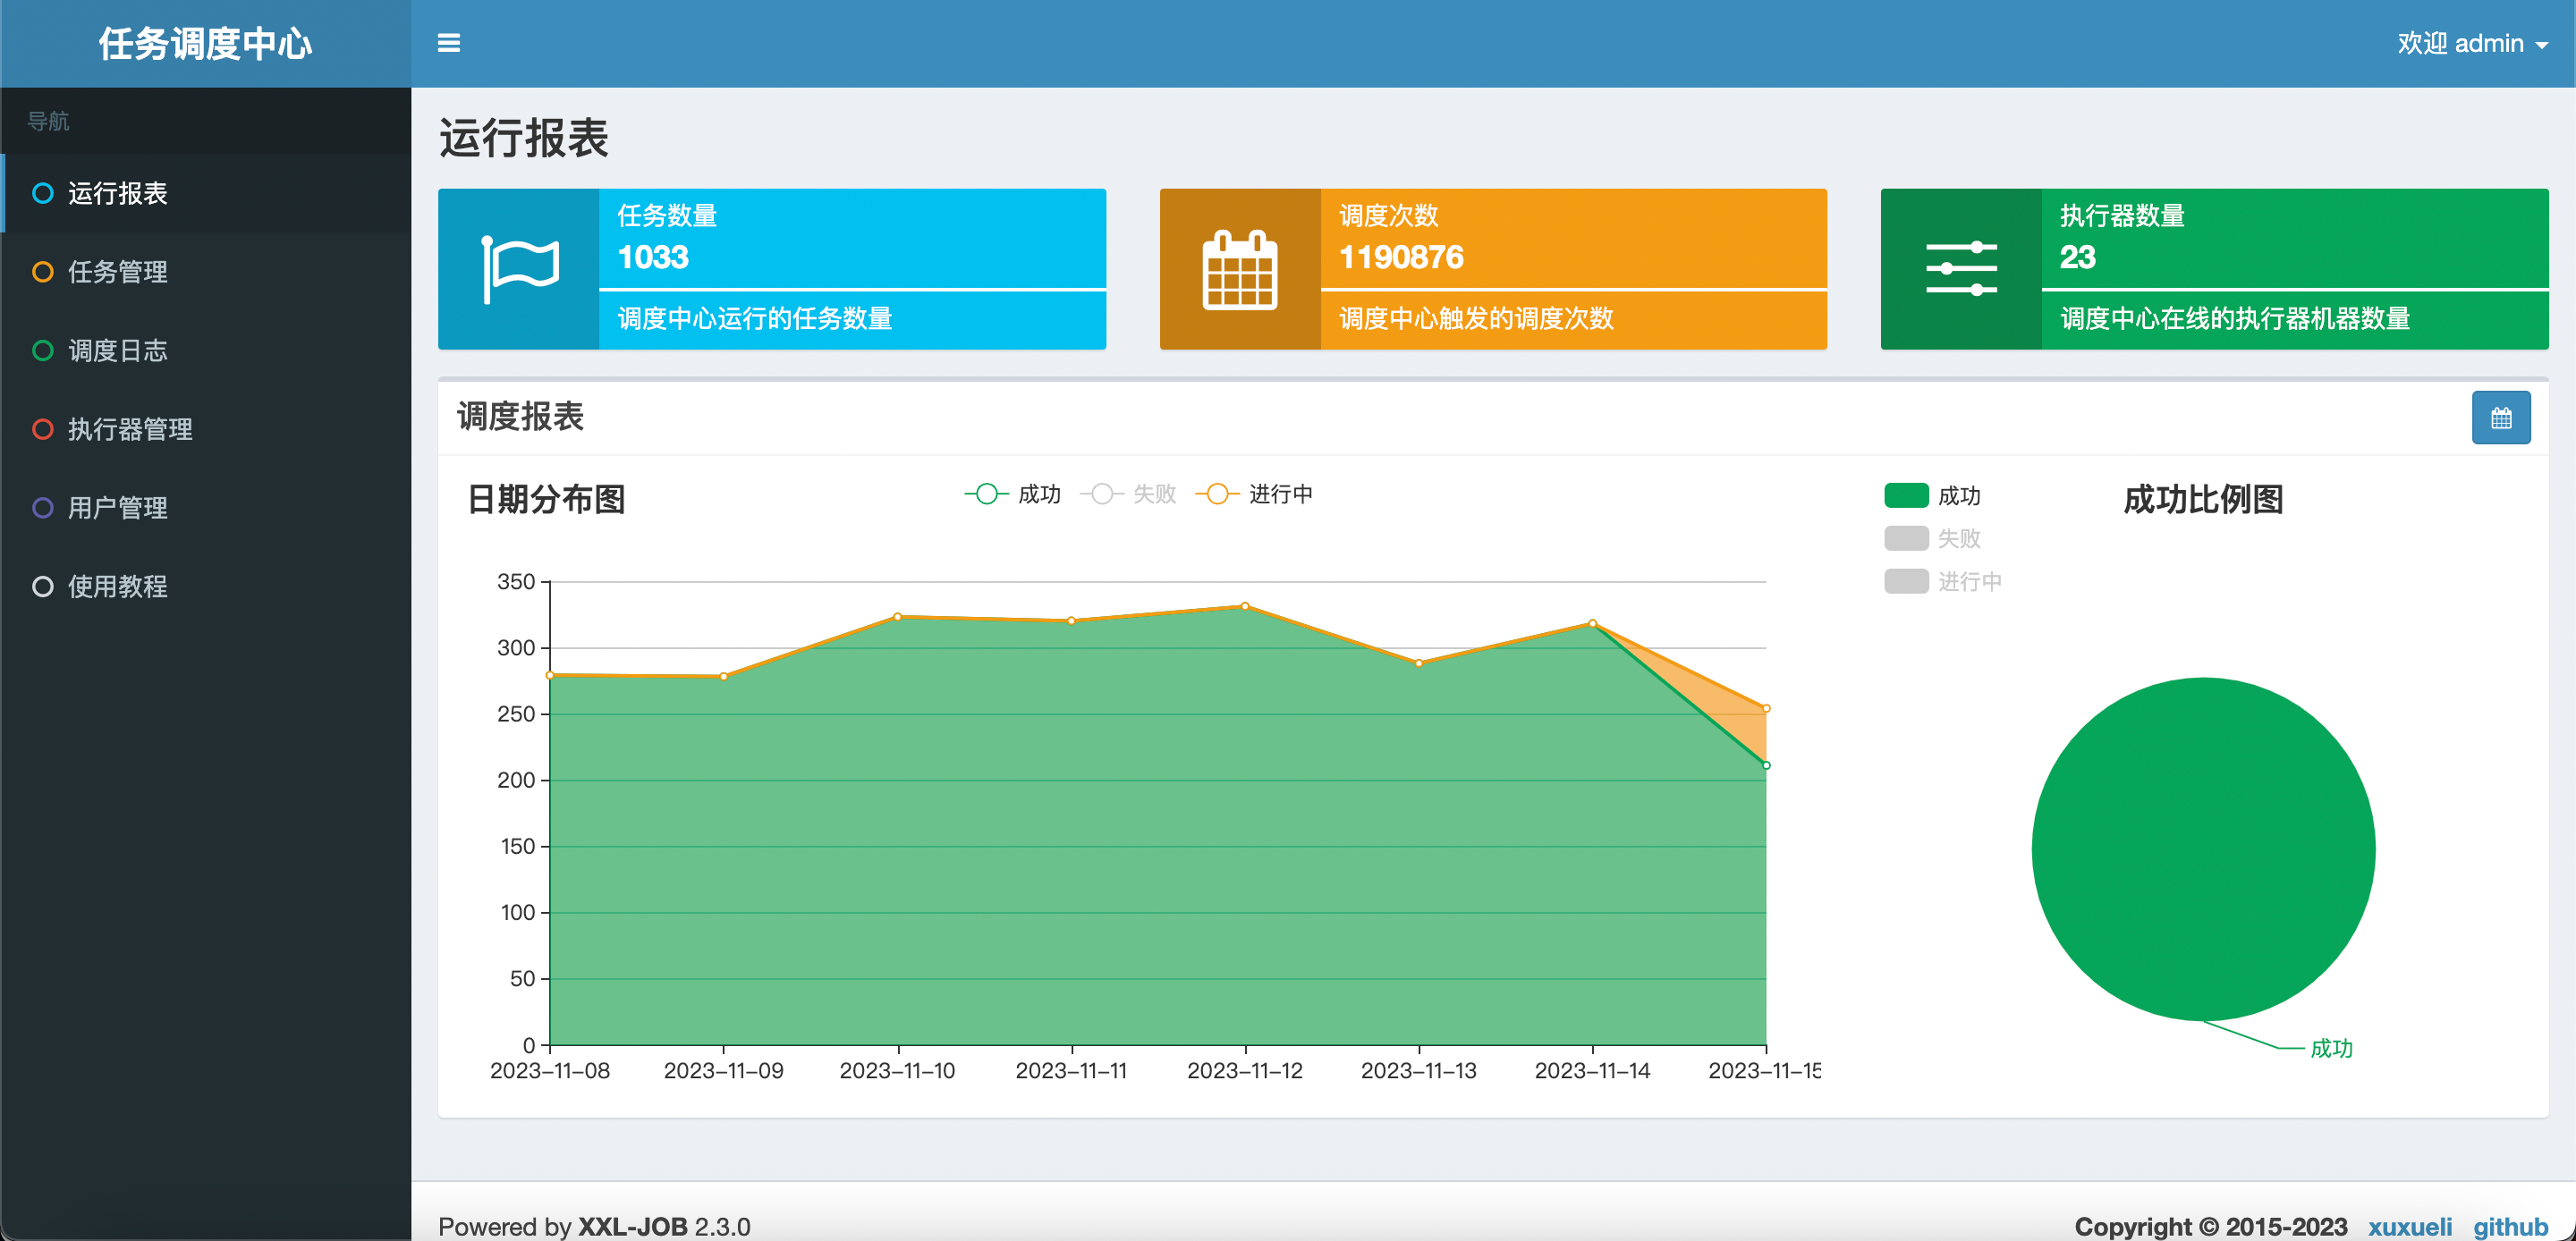 任务调度中心
欢迎 admin
导航
运行报表
任务管理
调度日志
执行器管理
用户管理
使用教程
运行报表
任务数量
1033
调度中心运行的任务数量
调度次数
1190876
调度中心触发的调度次数
执行器数量
23
调度中心在线的执行器机器数量
调度报表
日期分布图
成功 失败 进行中
350
300
250
200
150
100
50
0
2023-11-08 2023-11-09 2023-11-10 2023-11-11 2023-11-12 2023-11-13 2023-11-14 2023-11-15
成功比例图
成功
失败
进行中
成功
Powered by XXL-JOB 2.3.0
Copyright © 2015-2023 xuxueli github